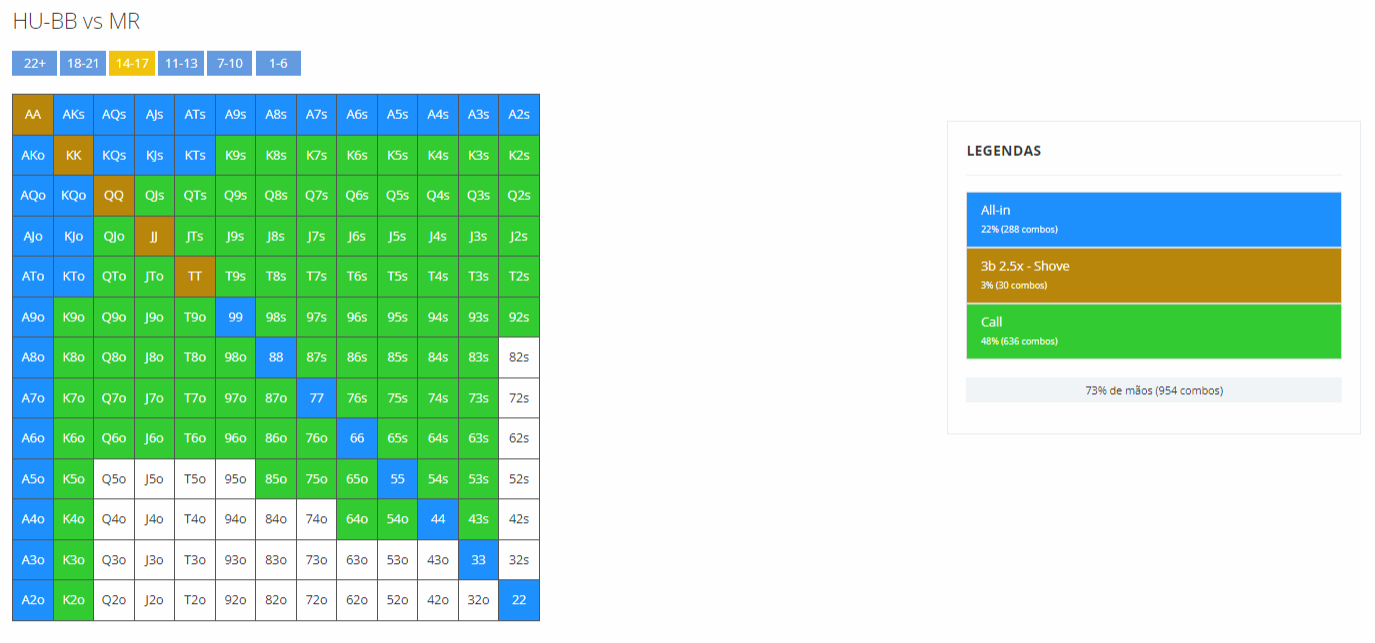 HU-BB vs MR
22+ 18-21 14-17 11-13 7-10 1-6
AA AKs AQs AJs ATs A9s A8s A7s A6s A5s A4s A3s A2s
AKo KK KQs KJs KTs K9s K8s K7s K6s K5s K4s K3s K2s
AQo KQo QQ QJs QTs Q9s Q8s Q7s Q6s Q5s Q4s Q3s Q2s
AJo KJo QJo JJ JTs J9s J8s J7s J6s J5s J4s J3s J2s
ATo KTo QTo JTo TT T9s T8s T7s T6s T5s T4s T3s T2s
A9o K9o Q9o J9o T9o 99 98s 97s 96s 95s 94s 93s 92s
A8o K8o Q8o J8o T8o 98o 88 87s 86s 85s 84s 83s 82s
A7o K7o Q7o J7o T7o 97o 87o 77 76s 75s 74s 73s 72s
A6o K6o Q6o J6o T6o 96o 86o 76o 66 65s 64s 63s 62s
A5o K5o Q5o J5o T5o 95o 85o 75o 65o 55 54s 53s 52s
A4o K4o Q4o J4o T4o 94o 84o 74o 64o 54o 44 43s 42s
A3o K3o Q3o J3o T3o 93o 83o 73o 63o 53o 43o 33 32s
A2o K2o Q2o J2o T2o 92o 82o 72o 62o 52o 42o 32o 22
LEGENDAS
All-in
22% (288 combos)
3b 2.5x - Shove
3% (30 combos)
Call
48% (636 combos)
73% de mãos (954 combos)